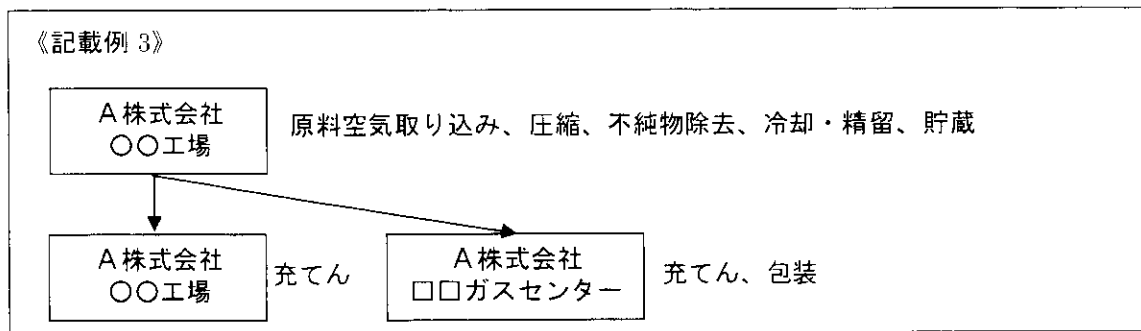 《記載例 3》
A株式会社
○○工場
原料空気取り込み、圧縮、不純物除去、冷却・精留、貯蔵
A株式会社
○○工場
充てん
A株式会社
□□ガスセンター
充てん、包装